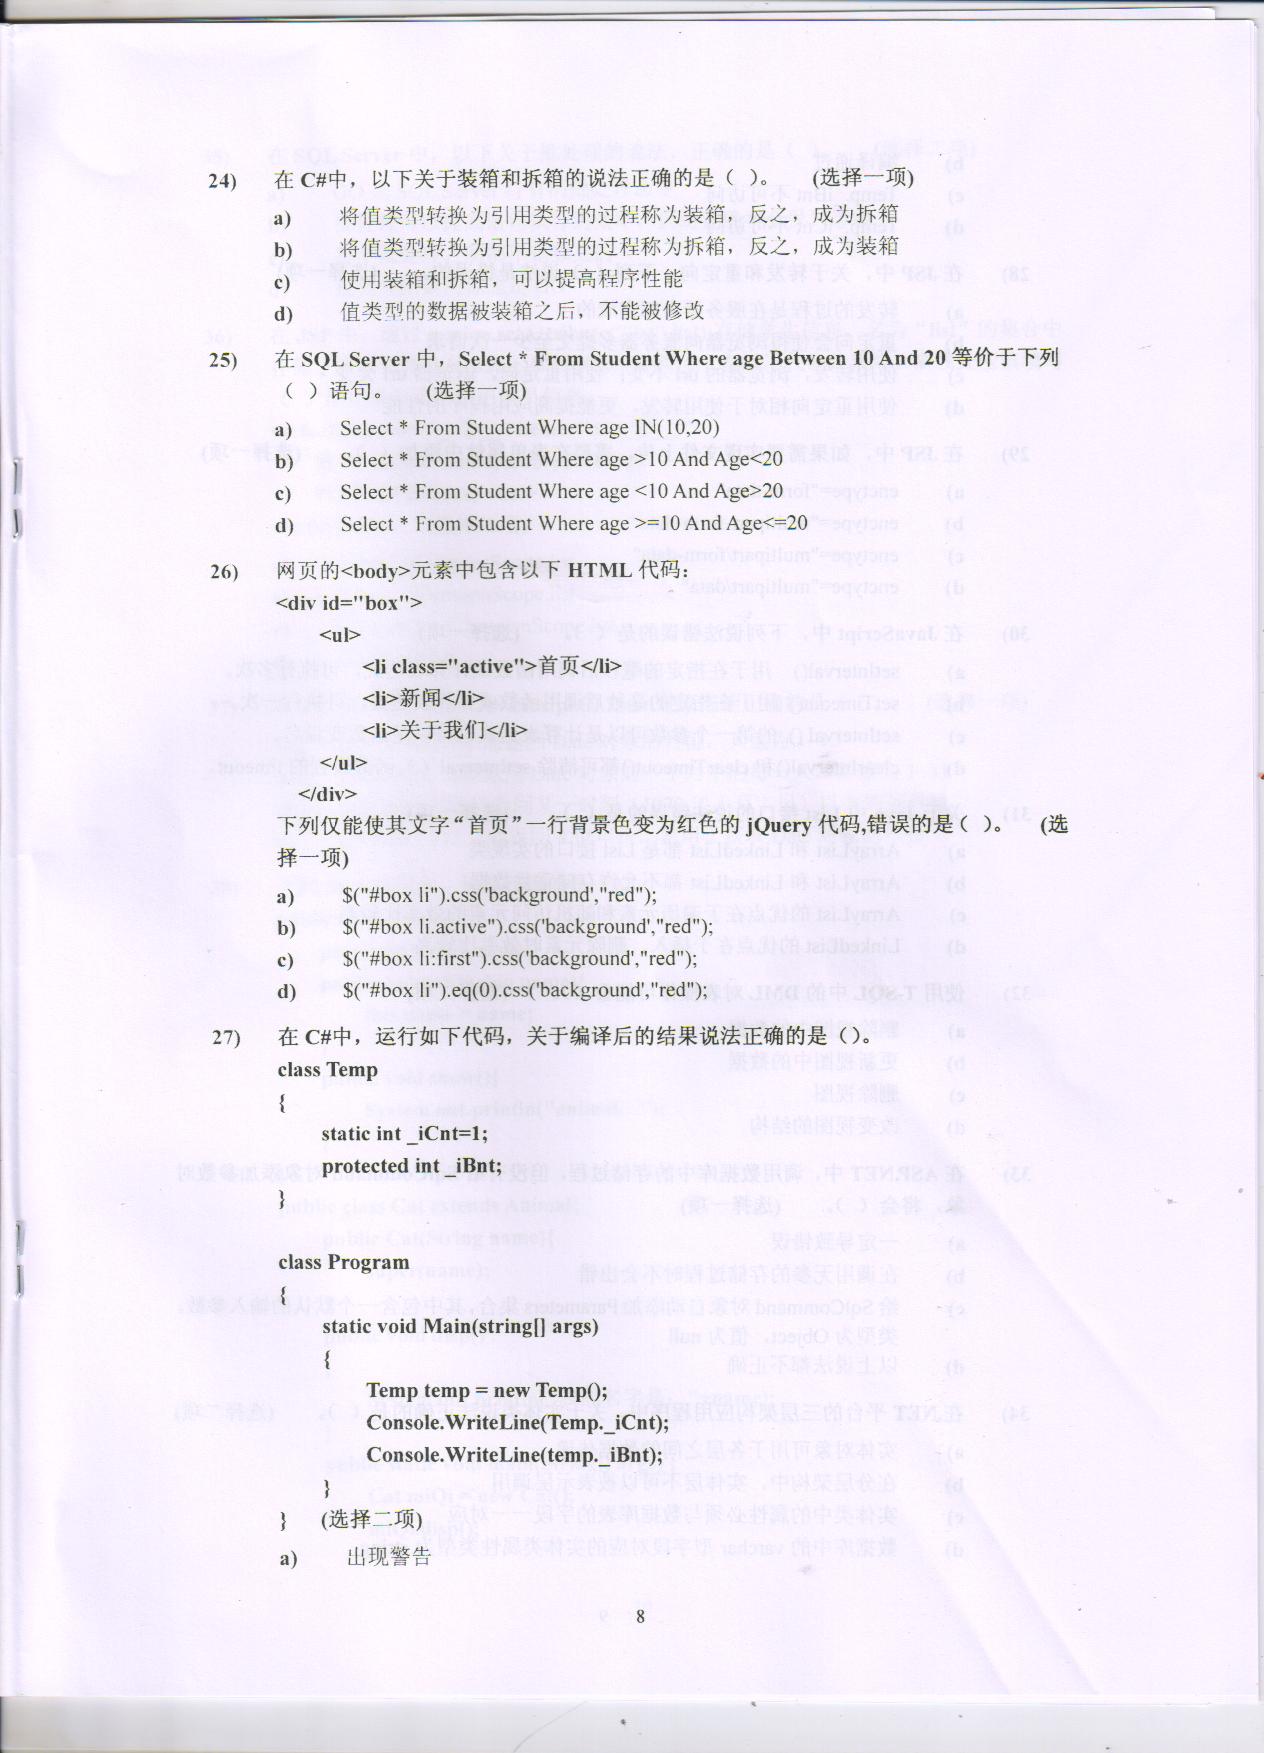 24) 在 C#中，以下关于装箱和拆箱的说法正确的是（ ）。 (选择一项)
a) 将值类型转换为引用类型的过程称为装箱，反之，成为拆箱
b) 将值类型转换为引用类型的过程称为拆箱，反之，成为装箱
c) 使用装箱和拆箱，可以提高程序性能
d) 值类型的数据被装箱之后，不能被修改
25) 在 SQL Server 中，Select * From Student Where age Between 10 And 20 等价于下列
（ ）语句。 (选择一项)
a) Select * From Student Where age IN(10,20)
b) Select * From Student Where age >10 And Age<20
c) Select * From Student Where age <10 And Age>20
d) Select * From Student Where age >=10 And Age<=20
26) 网页的<body>元素中包含以下 HTML 代码：
<div id="box">
<ul>
<li class="active">首页</li>
<li>新闻</li>
<li>关于我们</li>
</ul>
</div>
下列仅能使其文字“首页”一行背景色变为红色的 jQuery 代码,错误的是（ ）。 (选
择一项)
a) $("#box li").css('background',"red");
b) $("#box li.active").css('background',"red");
c) $("#box li:first").css('background',"red");
d) $("#box li").eq(0).css('background',"red");
27) 在 C#中，运行如下代码，关于编译后的结果说法正确的是（）。
class Temp
{
static int _iCnt=1;
protected int _iBnt;
}
class Program
{
static void Main(string[] args)
{
Temp temp = new Temp();
Console.WriteLine(Temp._iCnt);
Console.WriteLine(temp._iBnt);
}
} (选择二项)
a) 出现警告
8